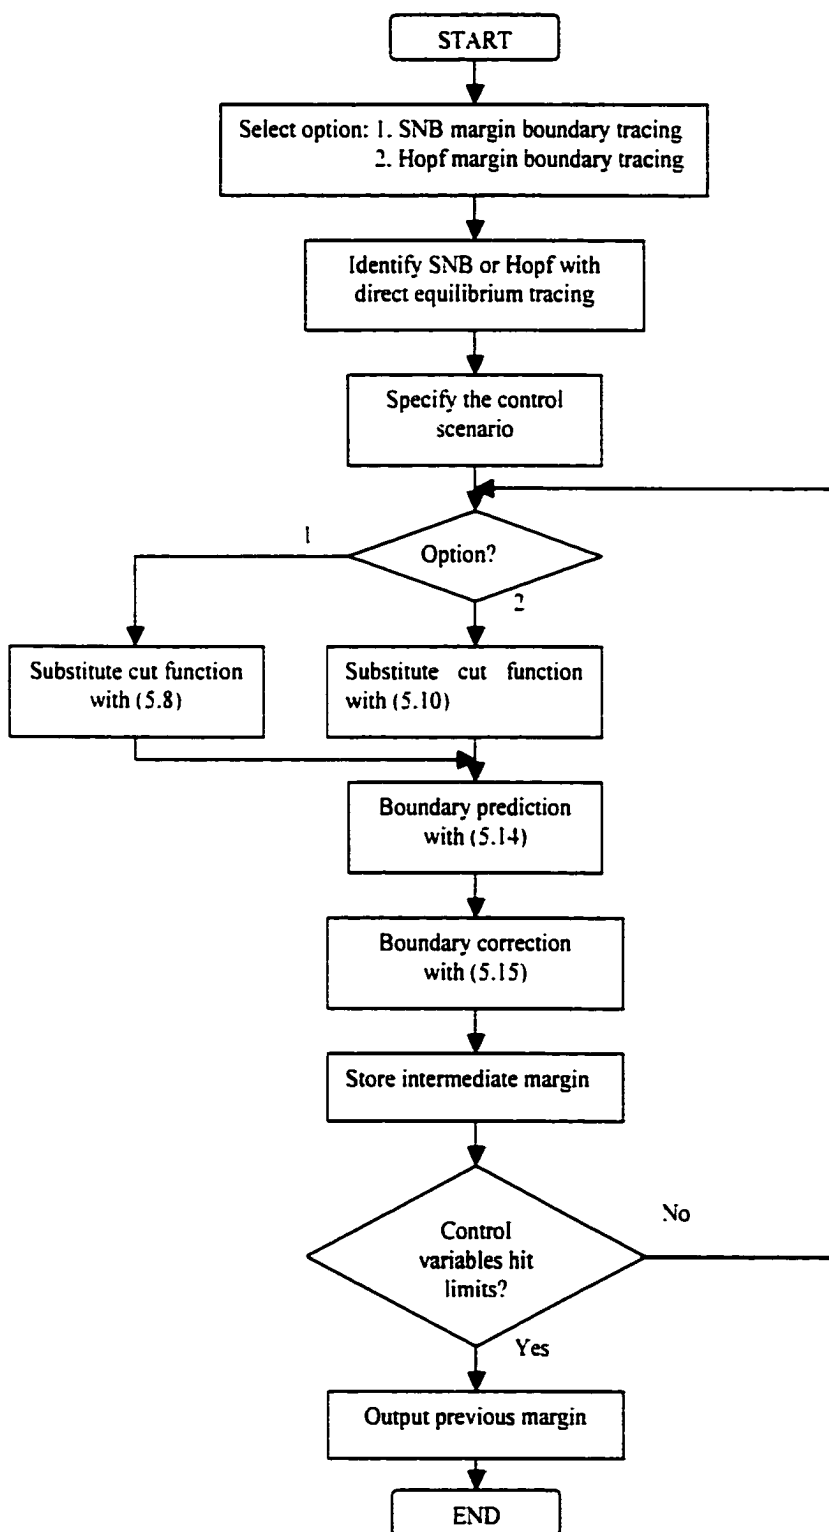 START
Select option: 1. SNB margin boundary tracing
2. Hopf margin boundary tracing
Identify SNB or Hopf with
direct equilibrium tracing
Specify the control
scenario
1
Option?
2
Substitute cut function
with (5.8)
Substitute cut function
with (5.10)
Boundary prediction
with (5.14)
Boundary correction
with (5.15)
Store intermediate margin
No
Control
variables hit
limits?
Yes
Output previous margin
END